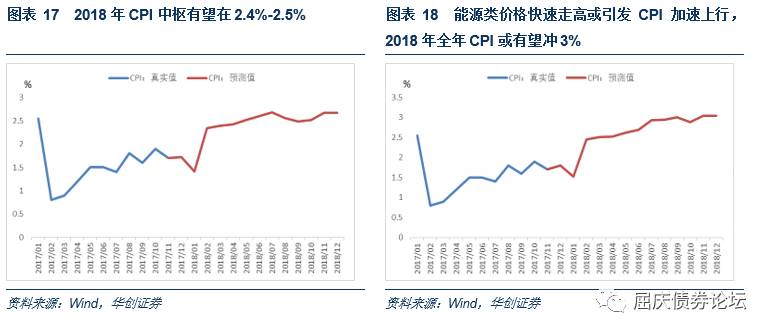 图表 17 2018 年 CPI 中枢有望在 2.4%-2.5%
%
CPI：真实值 CPI：预测值
3
2.5
2
1.5
1
0.5
0
2017/01 2017/02 2017/03 2017/04 2017/05 2017/06 2017/07 2017/08 2017/09 2017/10 2017/11 2017/12 2018/01 2018/02 2018/03 2018/04 2018/05 2018/06 2018/07 2018/08 2018/09 2018/10 2018/11 2018/12
资料来源：Wind，华创证券
图表 18 能源类价格快速走高或引发 CPI 加速上行，
2018 年全年 CPI 或有望冲 3%
%
CPI：真实值 CPI：预测值
3.5
3
2.5
2
1.5
1
0.5
0
2017/01 2017/02 2017/03 2017/04 2017/05 2017/06 2017/07 2017/08 2017/09 2017/10 2017/11 2017/12 2018/01 2018/02 2018/03 2018/04 2018/05 2018/06 2018/07 2018/08 2018/09 2018/10 2018/11 2018/12
资料来源：Wind，华创证券
屈庆债券论坛